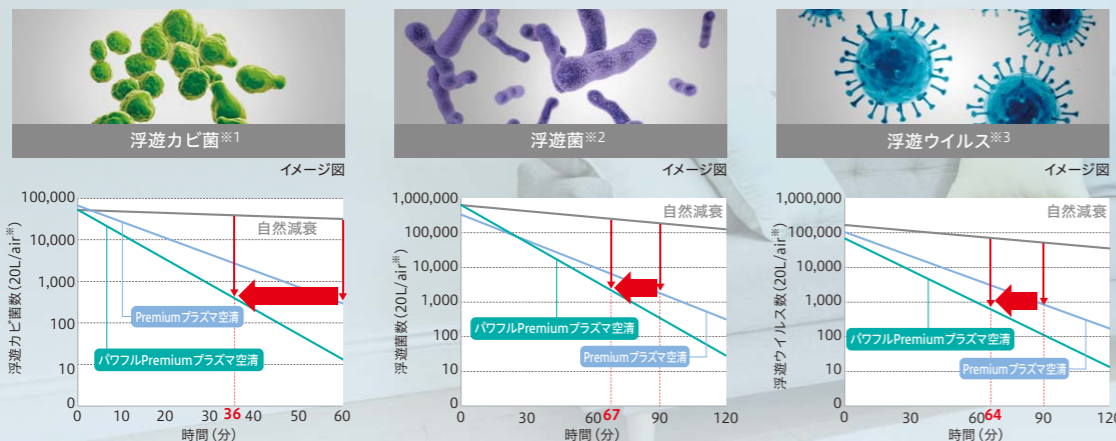 浮遊カビ菌※1
イメージ図
100,000
10,000
1,000
100
10
0
浮遊カビ菌数(20L/air※)
自然減衰
Premiumプラズマ空清
パワフルPremiumプラズマ空清
0 10 20 30 36 40 50 60
時間(分)
浮遊菌※2
イメージ図
1,000,000
100,000
10,000
1,000
100
10
0
浮遊菌数(20L/air※)
自然減衰
パワフルPremiumプラズマ空清
Premiumプラズマ空清
0 30 60 67 90 120
時間(分)
浮遊ウイルス※3
イメージ図
1,000,000
100,000
10,000
1,000
100
10
0
浮遊ウイルス数(20L/air※)
自然減衰
パワフルPremiumプラズマ空清
Premiumプラズマ空清
0 30 60 64 90 120
時間(分)